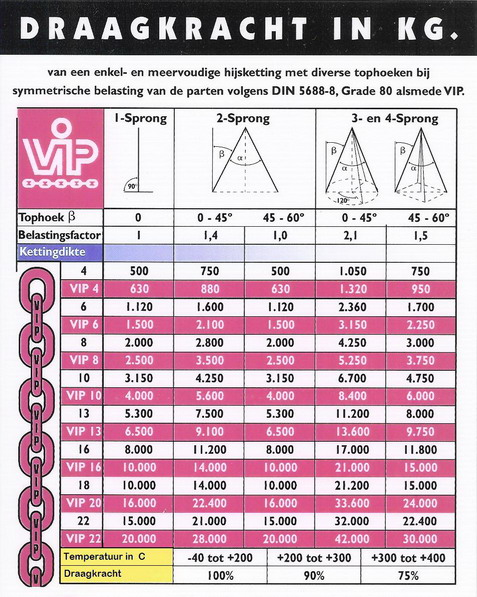 DRAAGKRACHT IN KG.
van een enkel- en meervoudige hijsketting met diverse tophoeken bij
symmetrische belasting van de parten volgens DIN 5688-8, Grade 80 alsmede VIP.
VIP 1-Sprong 2-Sprong 3- en 4-Sprong
90° β α β α 120° β α
Tophoek β 0 0 - 45° 45 - 60° 0 - 45° 45 - 60°
Belastingsfactor 1 1,4 1,0 2,1 1,5
Kettingdikte
4 500 750 500 1.050 750
VIP 4 630 880 630 1.320 950
6 1.120 1.600 1.120 2.360 1.700
VIP 6 1.500 2.100 1.500 3.150 2.250
8 2.000 2.800 2.000 4.250 3.000
VIP 8 2.500 3.500 2.500 5.250 3.750
10 3.150 4.250 3.150 6.700 4.750
VIP 10 4.000 5.600 4.000 8.400 6.000
13 5.300 7.500 5.300 11.200 8.000
VIP 13 6.500 9.100 6.500 13.600 9.750
16 8.000 11.200 8.000 17.000 11.800
VIP 16 10.000 14.000 10.000 21.000 15.000
18 10.000 14.000 10.000 21.200 15.000
VIP 20 16.000 22.400 16.000 33.600 24.000
22 15.000 21.000 15.000 32.000 22.400
VIP 22 20.000 28.000 20.000 42.000 30.000
Temperatuur in C -40 tot +200 +200 tot +300 +300 tot +400
Draagkracht 100% 90% 75%
VIP
VIP
VIP
VIP
VIP
VIP